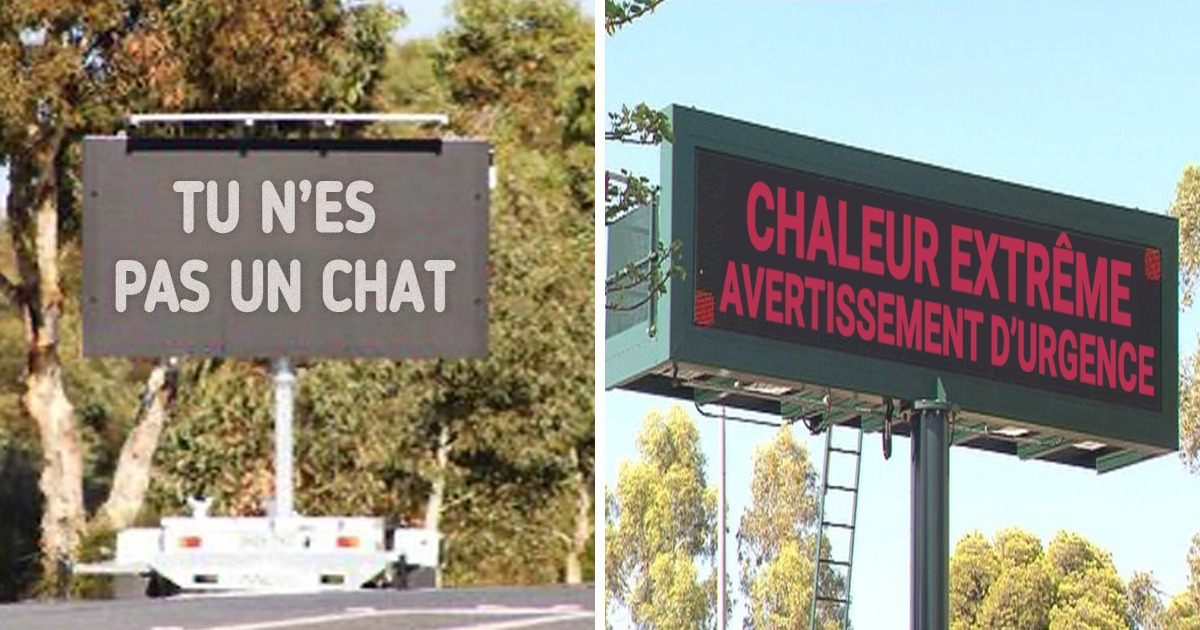 TU N’ES
PAS UN CHAT
CHALEUR EXTRÊME
AVERTISSEMENT D’URGENCE